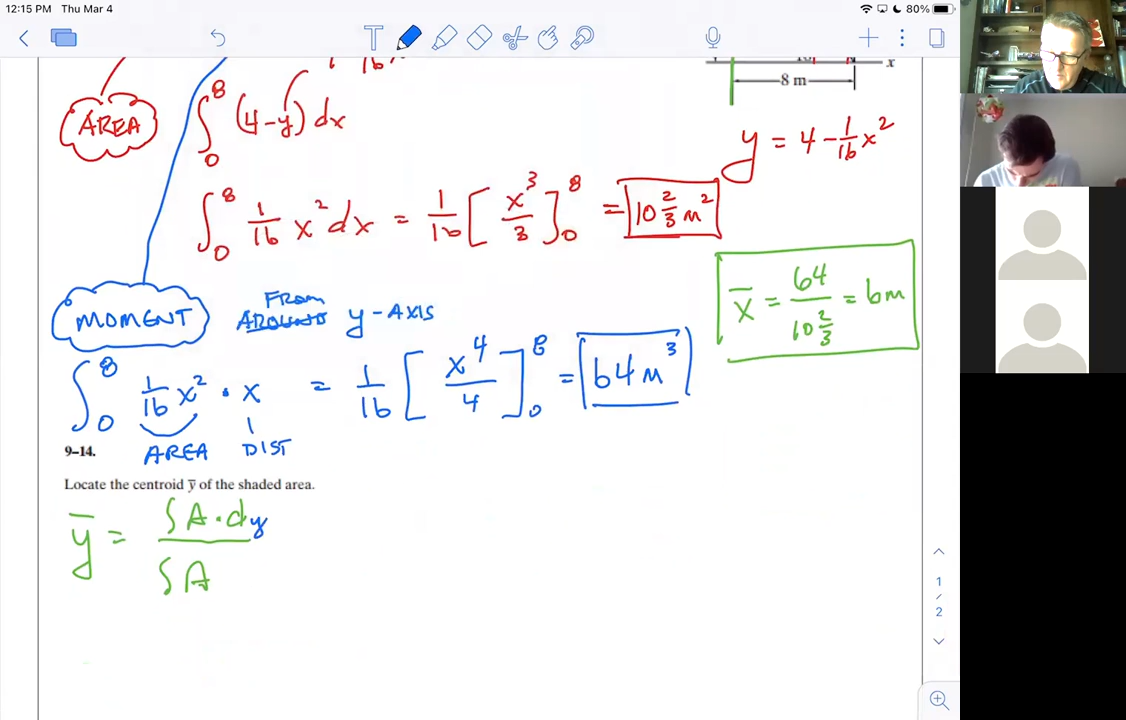 12:15 PM Thu Mar 4
80%
T
x
8 m
AREA
∫₀⁸ (4-y) dx
y = 4 - 1/16 x²
∫₀⁸ 1/16 x² dx = 1/16 [x³/3]₀⁸ = 10 2/3 m²
x̄ = 64 / 10 2/3 = 6m
MOMENT
FROM
AROUND y-AXIS
∫₀⁸ 1/16 x² · x = 1/16 [x⁴/4]₀⁸ = 64 m³
AREA DIST
9–14.
Locate the centroid ȳ of the shaded area.
ȳ = ∫A·dy / ∫A
1
/
2